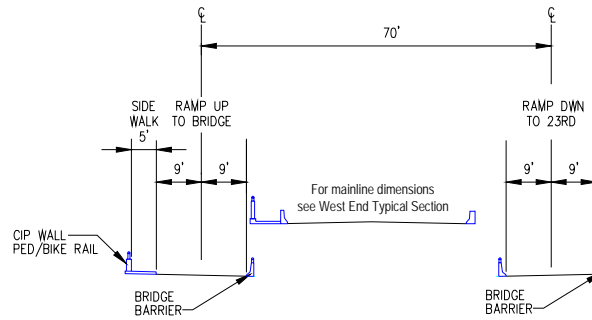 ℄
℄
70'
SIDE
WALK
5'
RAMP UP
TO BRIDGE
RAMP DWN
TO 23RD
9'
9'
9'
9'
For mainline dimensions
see West End Typical Section
CIP WALL
PED/BIKE RAIL
BRIDGE
BARRIER
BRIDGE
BARRIER